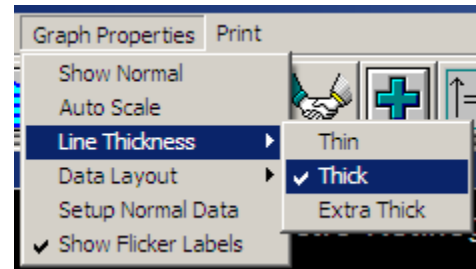 Graph Properties Print
Show Normal
Auto Scale
Line Thickness
Thin
Data Layout
Thick
Setup Normal Data
Extra Thick
Show Flicker Labels